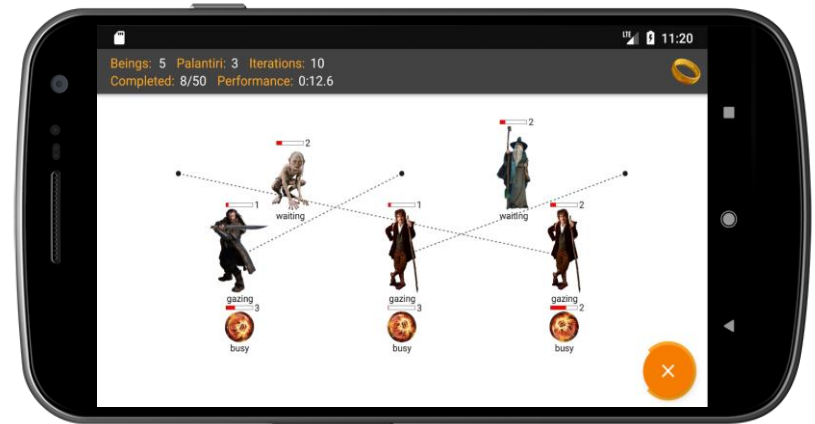 LTE 11:20
Beings: 5 Palantiri: 3 Iterations: 10
Completed: 8/50 Performance: 0:12.6
2
2
waiting
waiting
1
1
2
gazing
gazing
gazing
3
3
2
busy
busy
busy